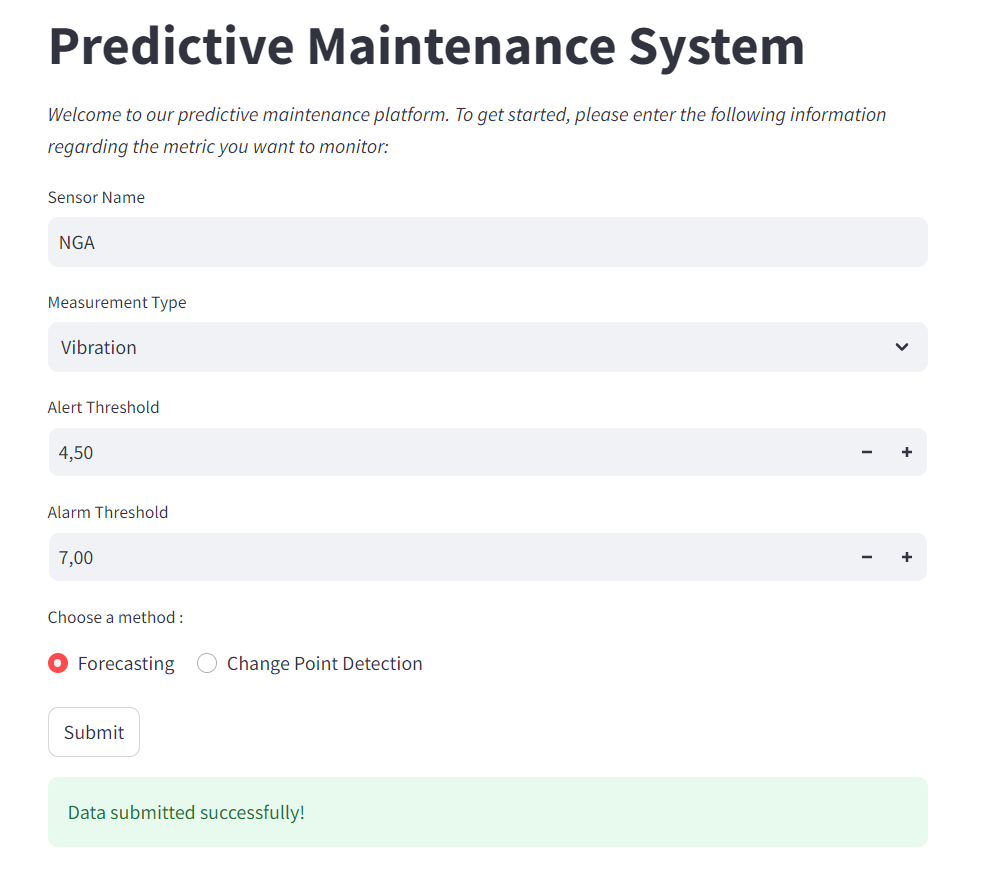 Predictive Maintenance System
Welcome to our predictive maintenance platform. To get started, please enter the following information
regarding the metric you want to monitor:
Sensor Name
NGA
Measurement Type
Vibration
Alert Threshold
4,50
Alarm Threshold
7,00
Choose a method :
Forecasting Change Point Detection
Submit
Data submitted successfully!